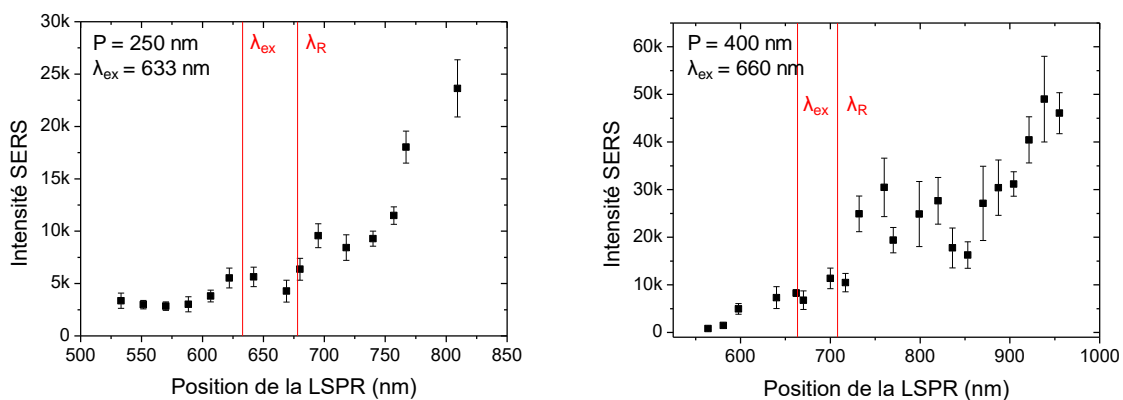 30k
25k
20k
15k
10k
5k
0
Intensité SERS
P = 250 nm
λex = 633 nm
λex
λR
500 550 600 650 700 750 800 850
Position de la LSPR (nm)
60k
50k
40k
30k
20k
10k
0
Intensité SERS
P = 400 nm
λex = 660 nm
λex
λR
600 700 800 900 1000
Position de la LSPR (nm)